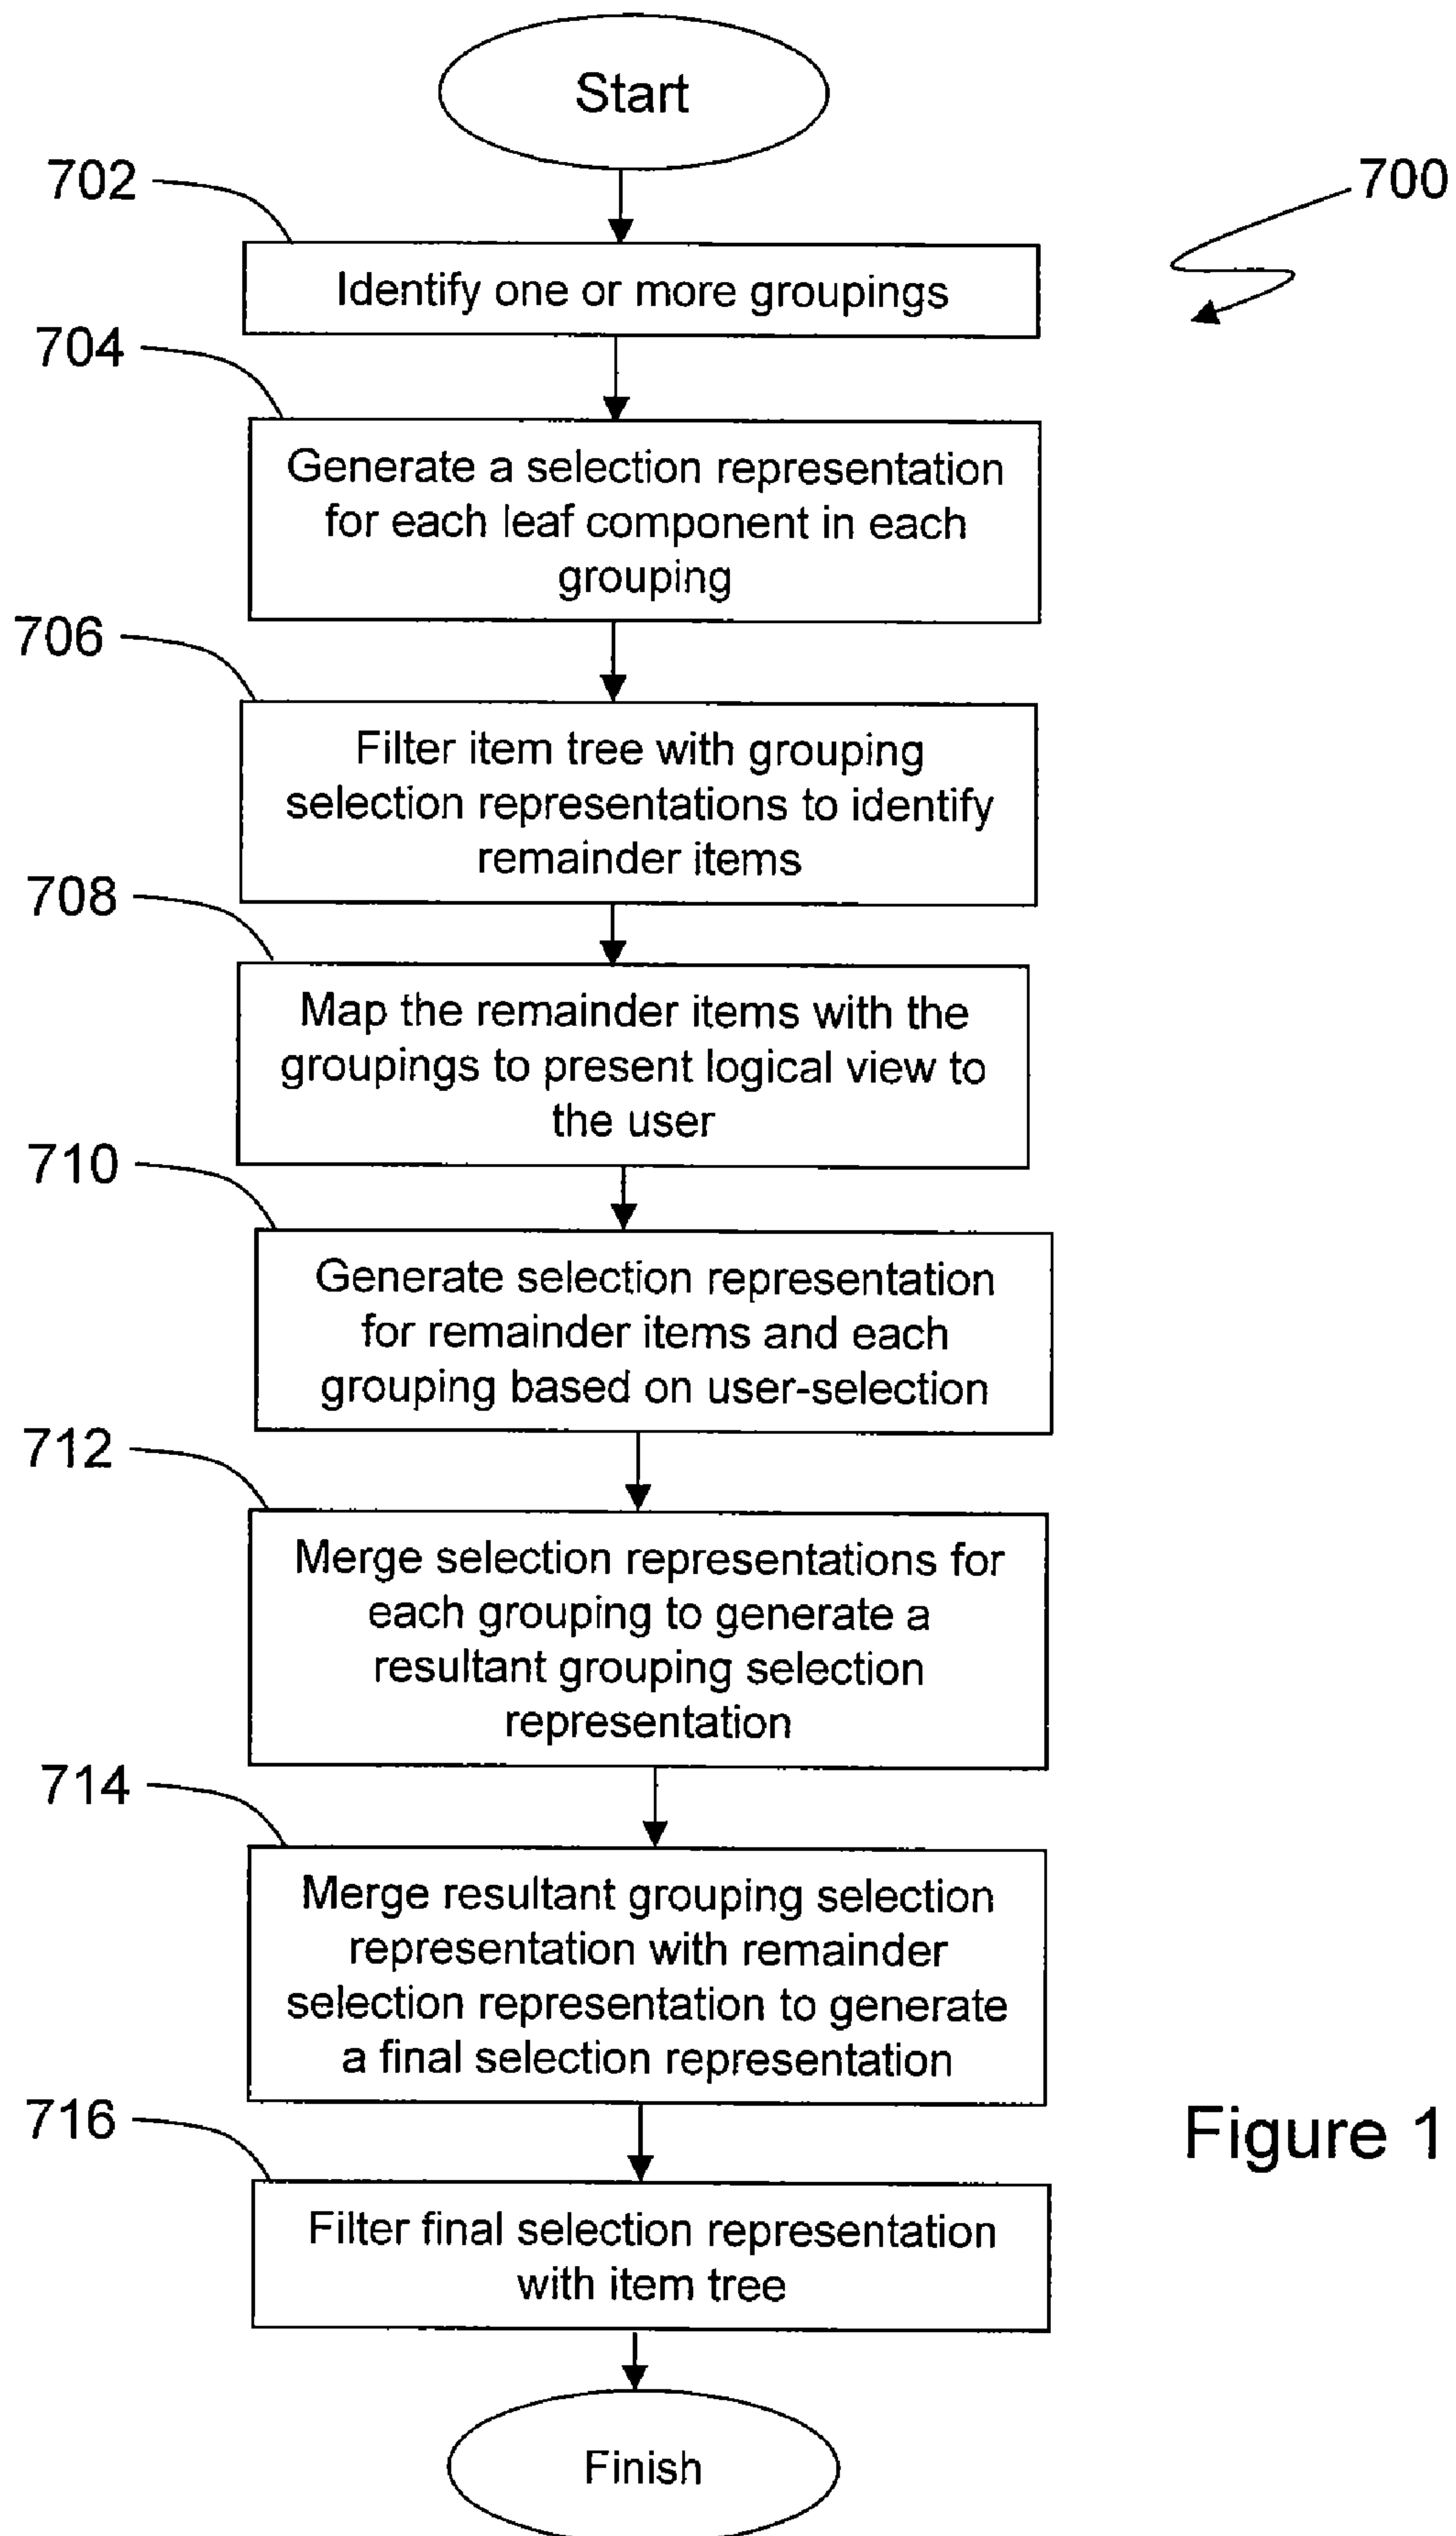 Start
702
700
Identify one or more groupings
704
Generate a selection representation
for each leaf component in each
grouping
706
Filter item tree with grouping
selection representations to identify
remainder items
708
Map the remainder items with the
groupings to present logical view to
the user
710
Generate selection representation
for remainder items and each
grouping based on user-selection
712
Merge selection representations for
each grouping to generate a
resultant grouping selection
representation
714
Merge resultant grouping selection
representation with remainder
selection representation to generate
a final selection representation
716
Figure 1
Filter final selection representation
with item tree
Finish